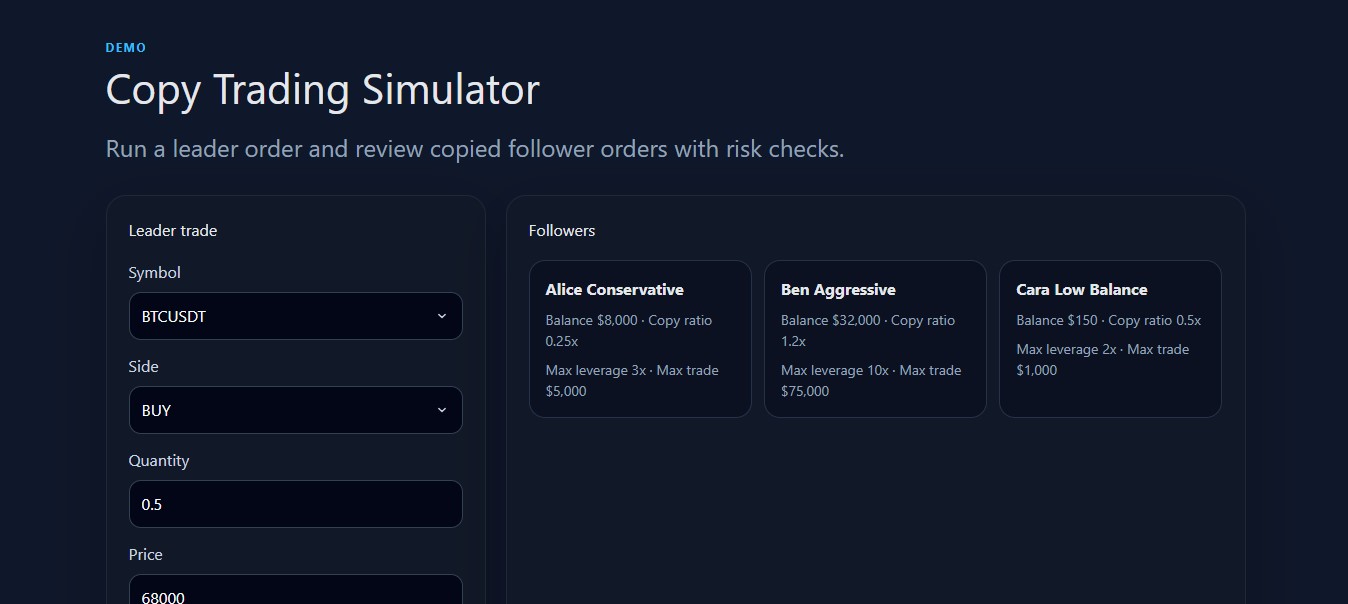 DEMO
Copy Trading Simulator
Run a leader order and review copied follower orders with risk checks.
Leader trade
Symbol
BTCUSDT
Side
BUY
Quantity
0.5
Price
68000
Followers
Alice Conservative
Balance $8,000 · Copy ratio
0.25x
Max leverage 3x · Max trade
$5,000
Ben Aggressive
Balance $32,000 · Copy ratio
1.2x
Max leverage 10x · Max trade
$75,000
Cara Low Balance
Balance $150 · Copy ratio 0.5x
Max leverage 2x · Max trade
$1,000